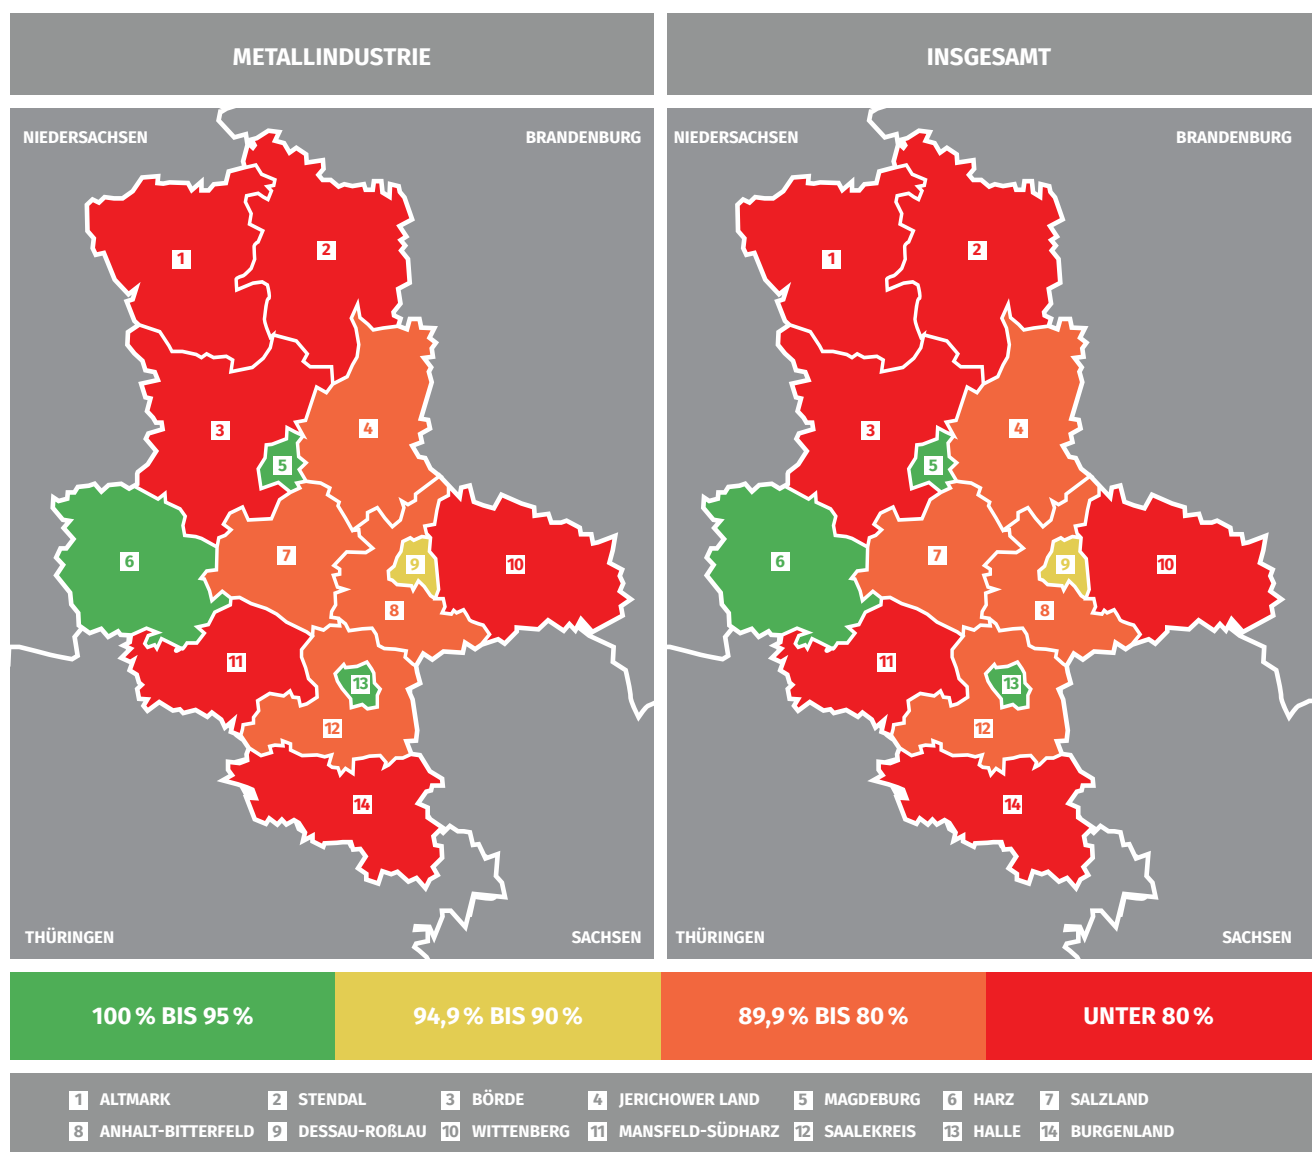 METALLINDUSTRIE
NIEDERSACHSEN
BRANDENBURG
1
2
3
4
5
6
7
8
9
10
11
12
13
14
THÜRINGEN
SACHSEN
INSGESAMT
NIEDERSACHSEN
BRANDENBURG
1
2
3
4
5
6
7
8
9
10
11
12
13
14
THÜRINGEN
SACHSEN
100 % BIS 95 %
94,9 % BIS 90 %
89,9 % BIS 80 %
UNTER 80 %
1 ALTMARK 2 STENDAL 3 BÖRDE 4 JERICHOWER LAND 5 MAGDEBURG 6 HARZ 7 SALZLAND
8 ANHALT-BITTERFELD 9 DESSAU-ROßLAU 10 WITTENBERG 11 MANSFELD-SÜDHARZ 12 SAALEKREIS 13 HALLE 14 BURGENLAND